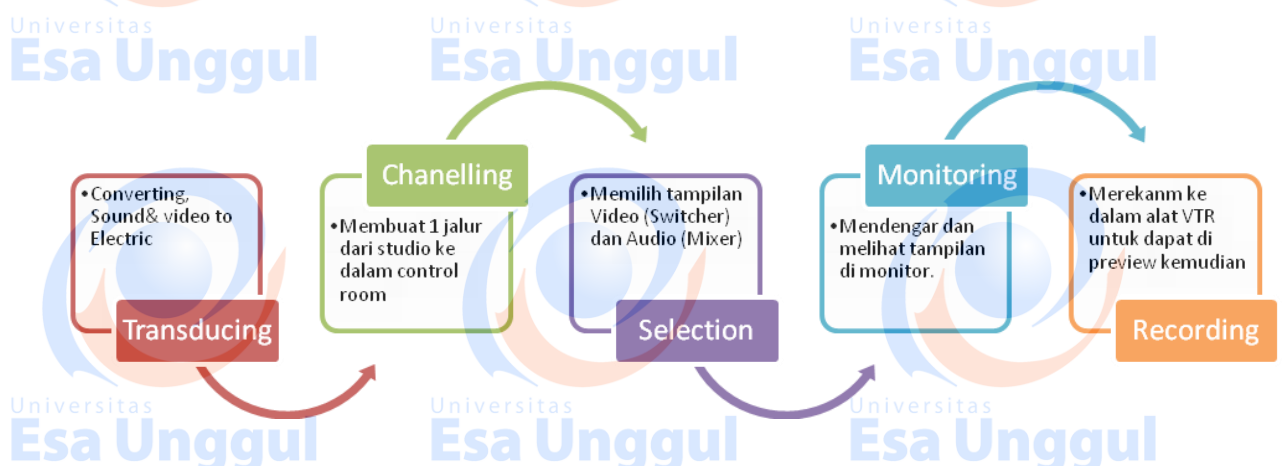 Universitas
Esa Unggul
Universitas
Esa Unggul
Universitas
Esa Unggul
•Converting,
Sound& video to
Electric
Transducing
Chanelling
•Membuat 1 jalur
dari studio ke
dalam control
room
•Memilih tampilan
Video (Switcher)
dan Audio (Mixer)
Selection
Monitoring
•Mendengar dan
melihat tampilan
di monitor.
•Merekanm ke
dalam alat VTR
untuk dapat di
preview kemudian
Recording
Universitas
Esa Unggul
Universitas
Esa Unggul
Universitas
Esa Unggul